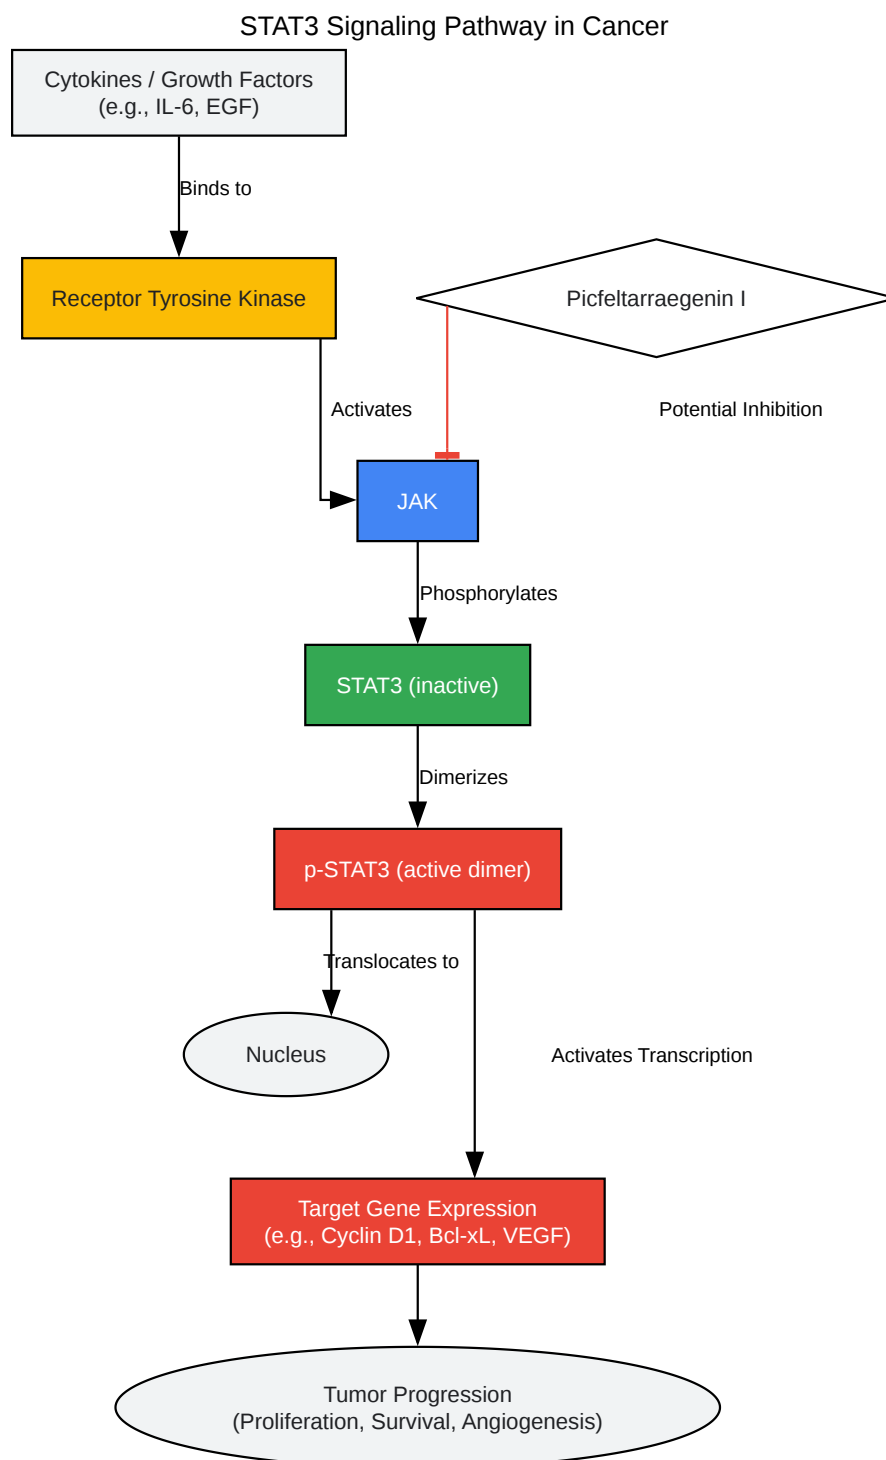 STAT3 Signaling Pathway in Cancer
Cytokines / Growth Factors
(e.g., IL-6, EGF)
Binds to
Receptor Tyrosine Kinase
Picfeltarraegenin I
Activates
Potential Inhibition
JAK
Phosphorylates
STAT3 (inactive)
Dimerizes
p-STAT3 (active dimer)
Translocates to
Nucleus
Activates Transcription
Target Gene Expression
(e.g., Cyclin D1, Bcl-xL, VEGF)
Tumor Progression
(Proliferation, Survival, Angiogenesis)